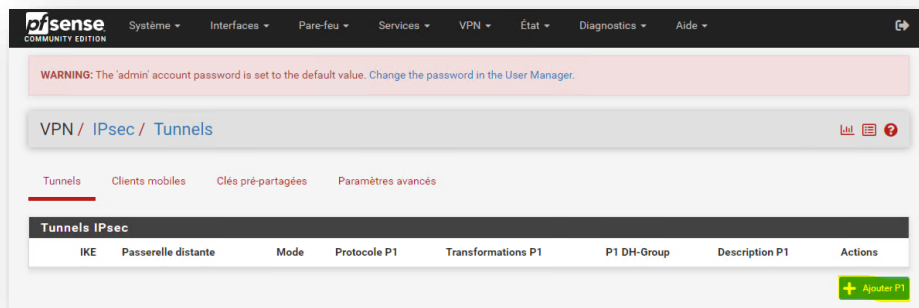 pfsense Système Interfaces Pare-feu Services VPN État Diagnostics Aide
COMMUNITY EDITION
WARNING: The 'admin' account password is set to the default value. Change the password in the User Manager.
VPN / IPsec / Tunnels
Tunnels Clients mobiles Clés pré-partagées Paramètres avancés
Tunnels IPsec
IKE Passerelle distante Mode Protocole P1 Transformations P1 P1 DH-Group Description P1 Actions
Ajouter P1